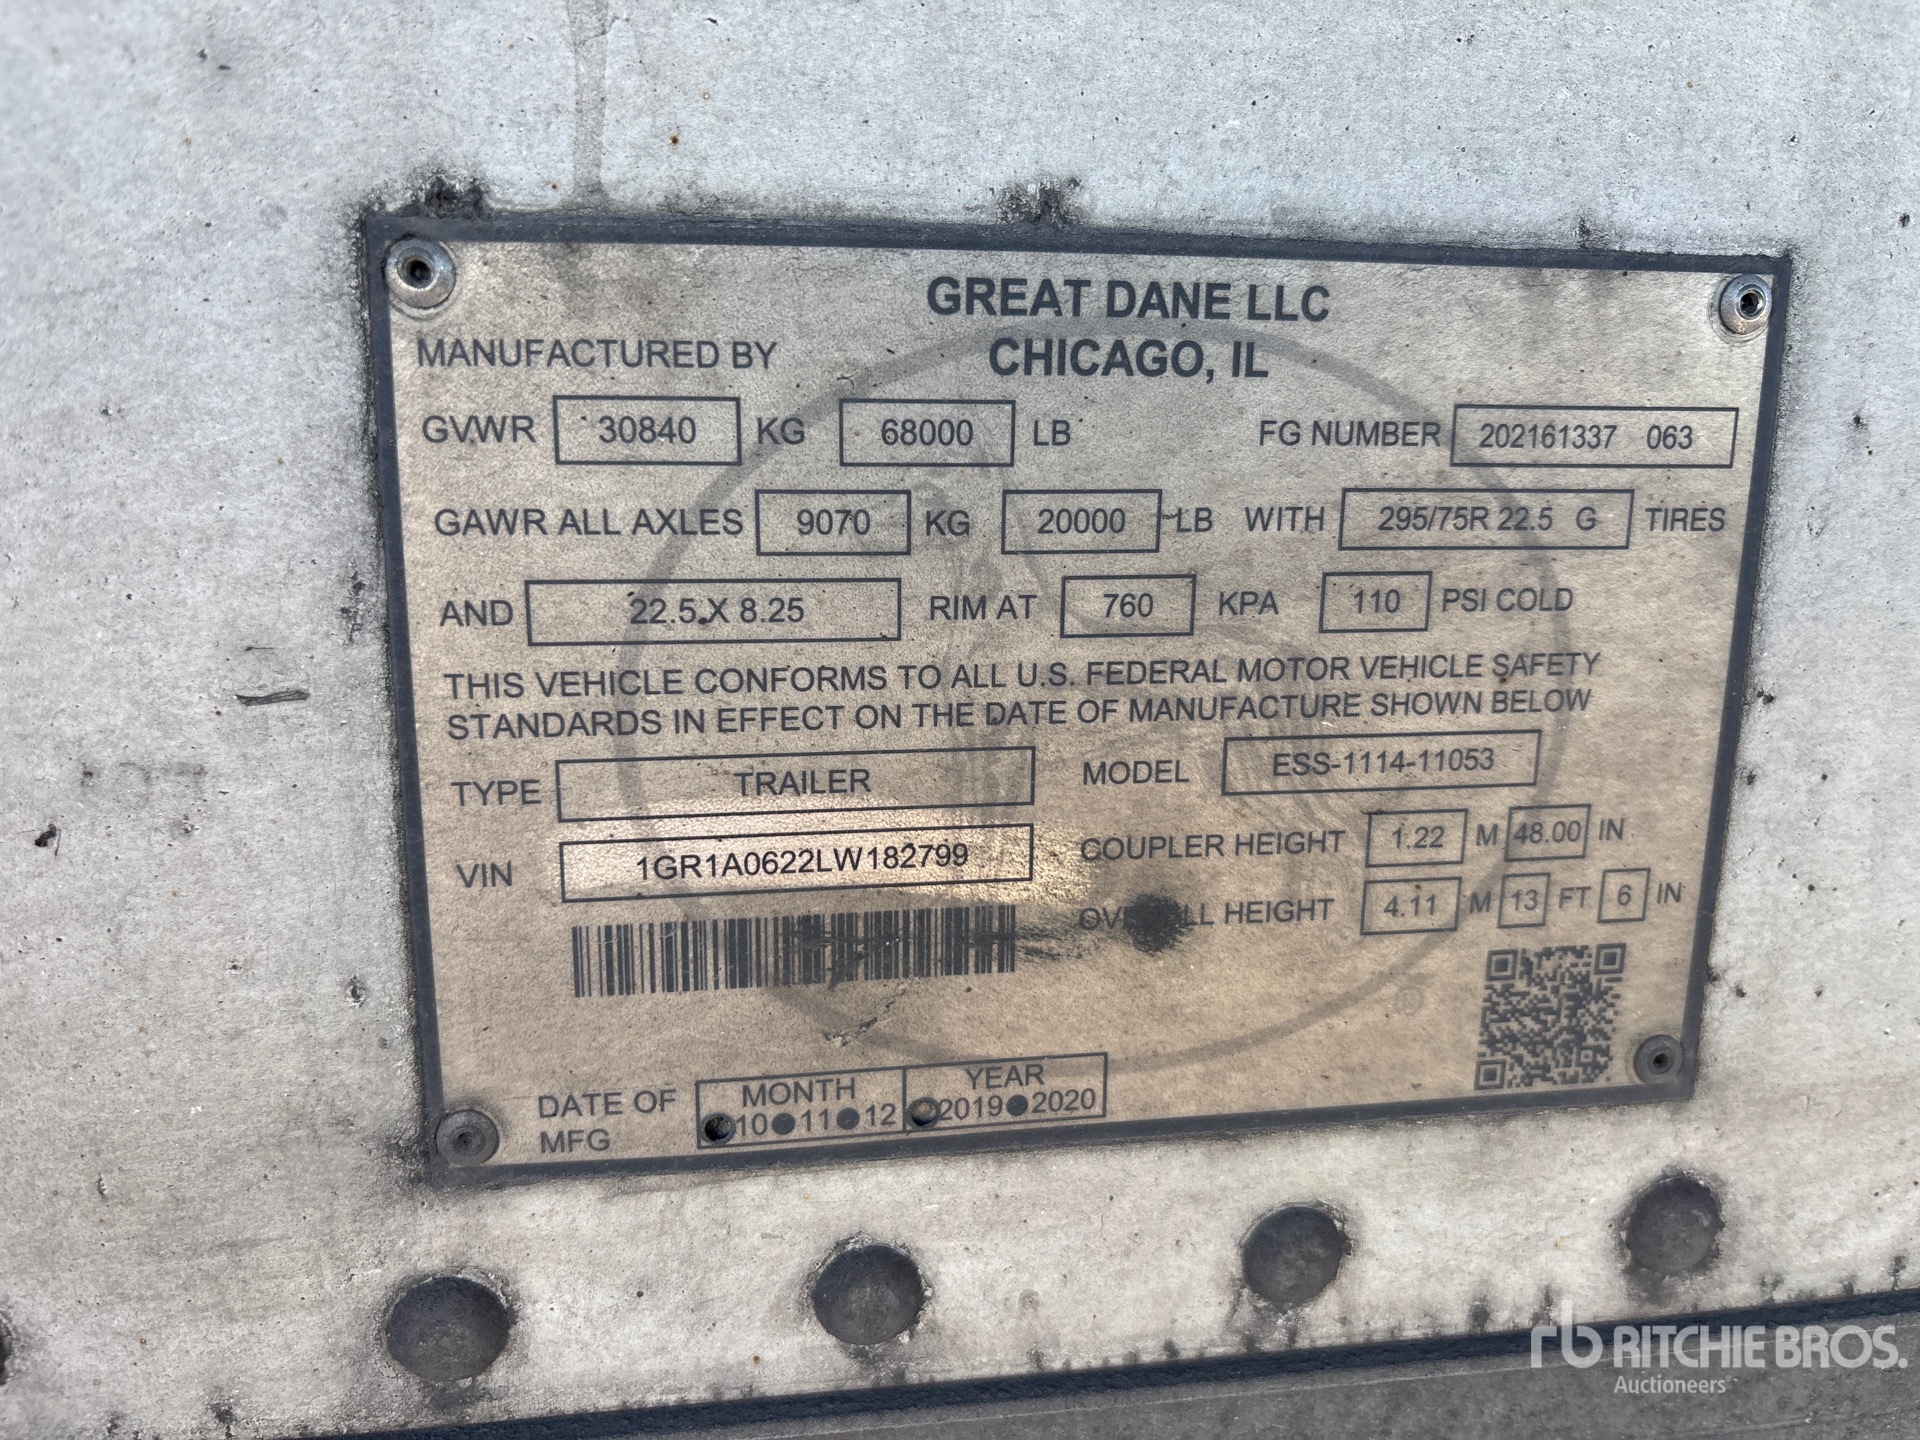 GREAT DANE LLC
MANUFACTURED BY CHICAGO, IL
GVWR 30840 KG 68000 LB FG NUMBER 202161337 063
GAWR ALL AXLES 9070 KG 20000 LB WITH 295/75R 22.5 G TIRES
AND 22.5 X 8.25 RIM AT 760 KPA 110 PSI COLD
THIS VEHICLE CONFORMS TO ALL U.S. FEDERAL MOTOR VEHICLE SAFETY
STANDARDS IN EFFECT ON THE DATE OF MANUFACTURE SHOWN BELOW
TYPE TRAILER MODEL ESS-1114-11053
VIN 1GR1A0622LW182799 COUPLER HEIGHT 1.22 M 48.00 IN
OVERALL HEIGHT 4.11 M 13 FT 6 IN
DATE OF MFG MONTH YEAR
10 11 12 2019 2020
rb RITCHIE BROS.
Auctioneers